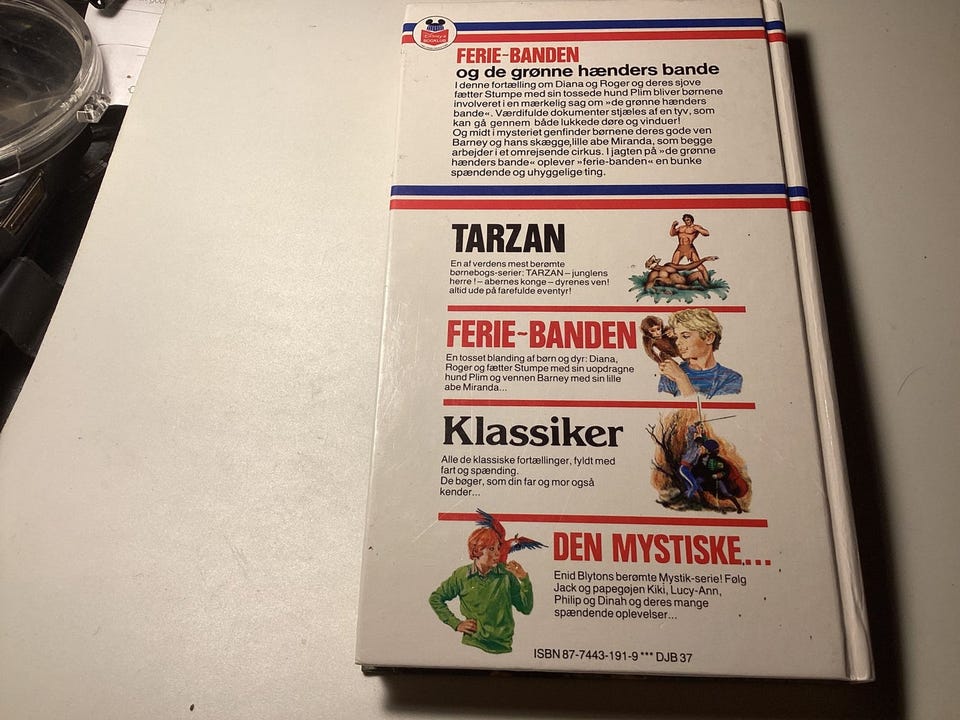 Disney's
BOGKLUB
FERIE-BANDEN
og de grønne hænders bande
I denne fortælling om Diana og Roger og deres sjove
fætter Stumpe med sin tossede hund Plim bliver børnene
involveret i en mærkelig sag om »de grønne hænders
bande«. Værdifulde dokumenter stjæles af en tyv, som
kan gå gennem både lukkede døre og vinduer!
Og midt i mysteriet genfinder børnene deres gode ven
Barney og hans skægge,lille abe Miranda, som begge
arbejder i et omrejsende cirkus. I jagten på »de grønne
hænders bande« oplever »ferie-banden« en bunke
spændende og uhyggelige ting.
TARZAN
En af verdens mest berømte
børnebogs-serier: TARZAN – junglens
herre ! – abernes konge – dyrenes ven!
altid ude på farefulde eventyr!
FERIE-BANDEN
En tosset blanding af børn og dyr: Diana,
Roger og fætter Stumpe med sin uopdragne
hund Plim og vennen Barney med sin lille
abe Miranda...
Klassiker
Alle de klassiske fortællinger, fyldt med
fart og spænding.
De bøger, som din far og mor også
kender...
DEN MYSTISKE...
Enid Blytons berømte Mystik-serie! Følg
Jack og papegøjen Kiki, Lucy-Ann,
Philip og Dinah og deres mange
spændende oplevelser...
ISBN 87-7443-191-9 *** DJB 37